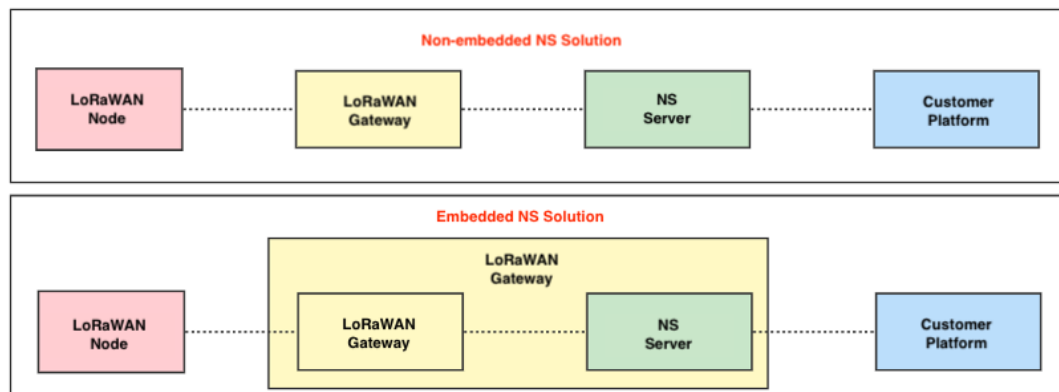 Non-embedded NS Solution
LoRaWAN
Node
LoRaWAN
Gateway
NS
Server
Customer
Platform
Embedded NS Solution
LoRaWAN
Gateway
LoRaWAN
Node
LoRaWAN
Gateway
NS
Server
Customer
Platform